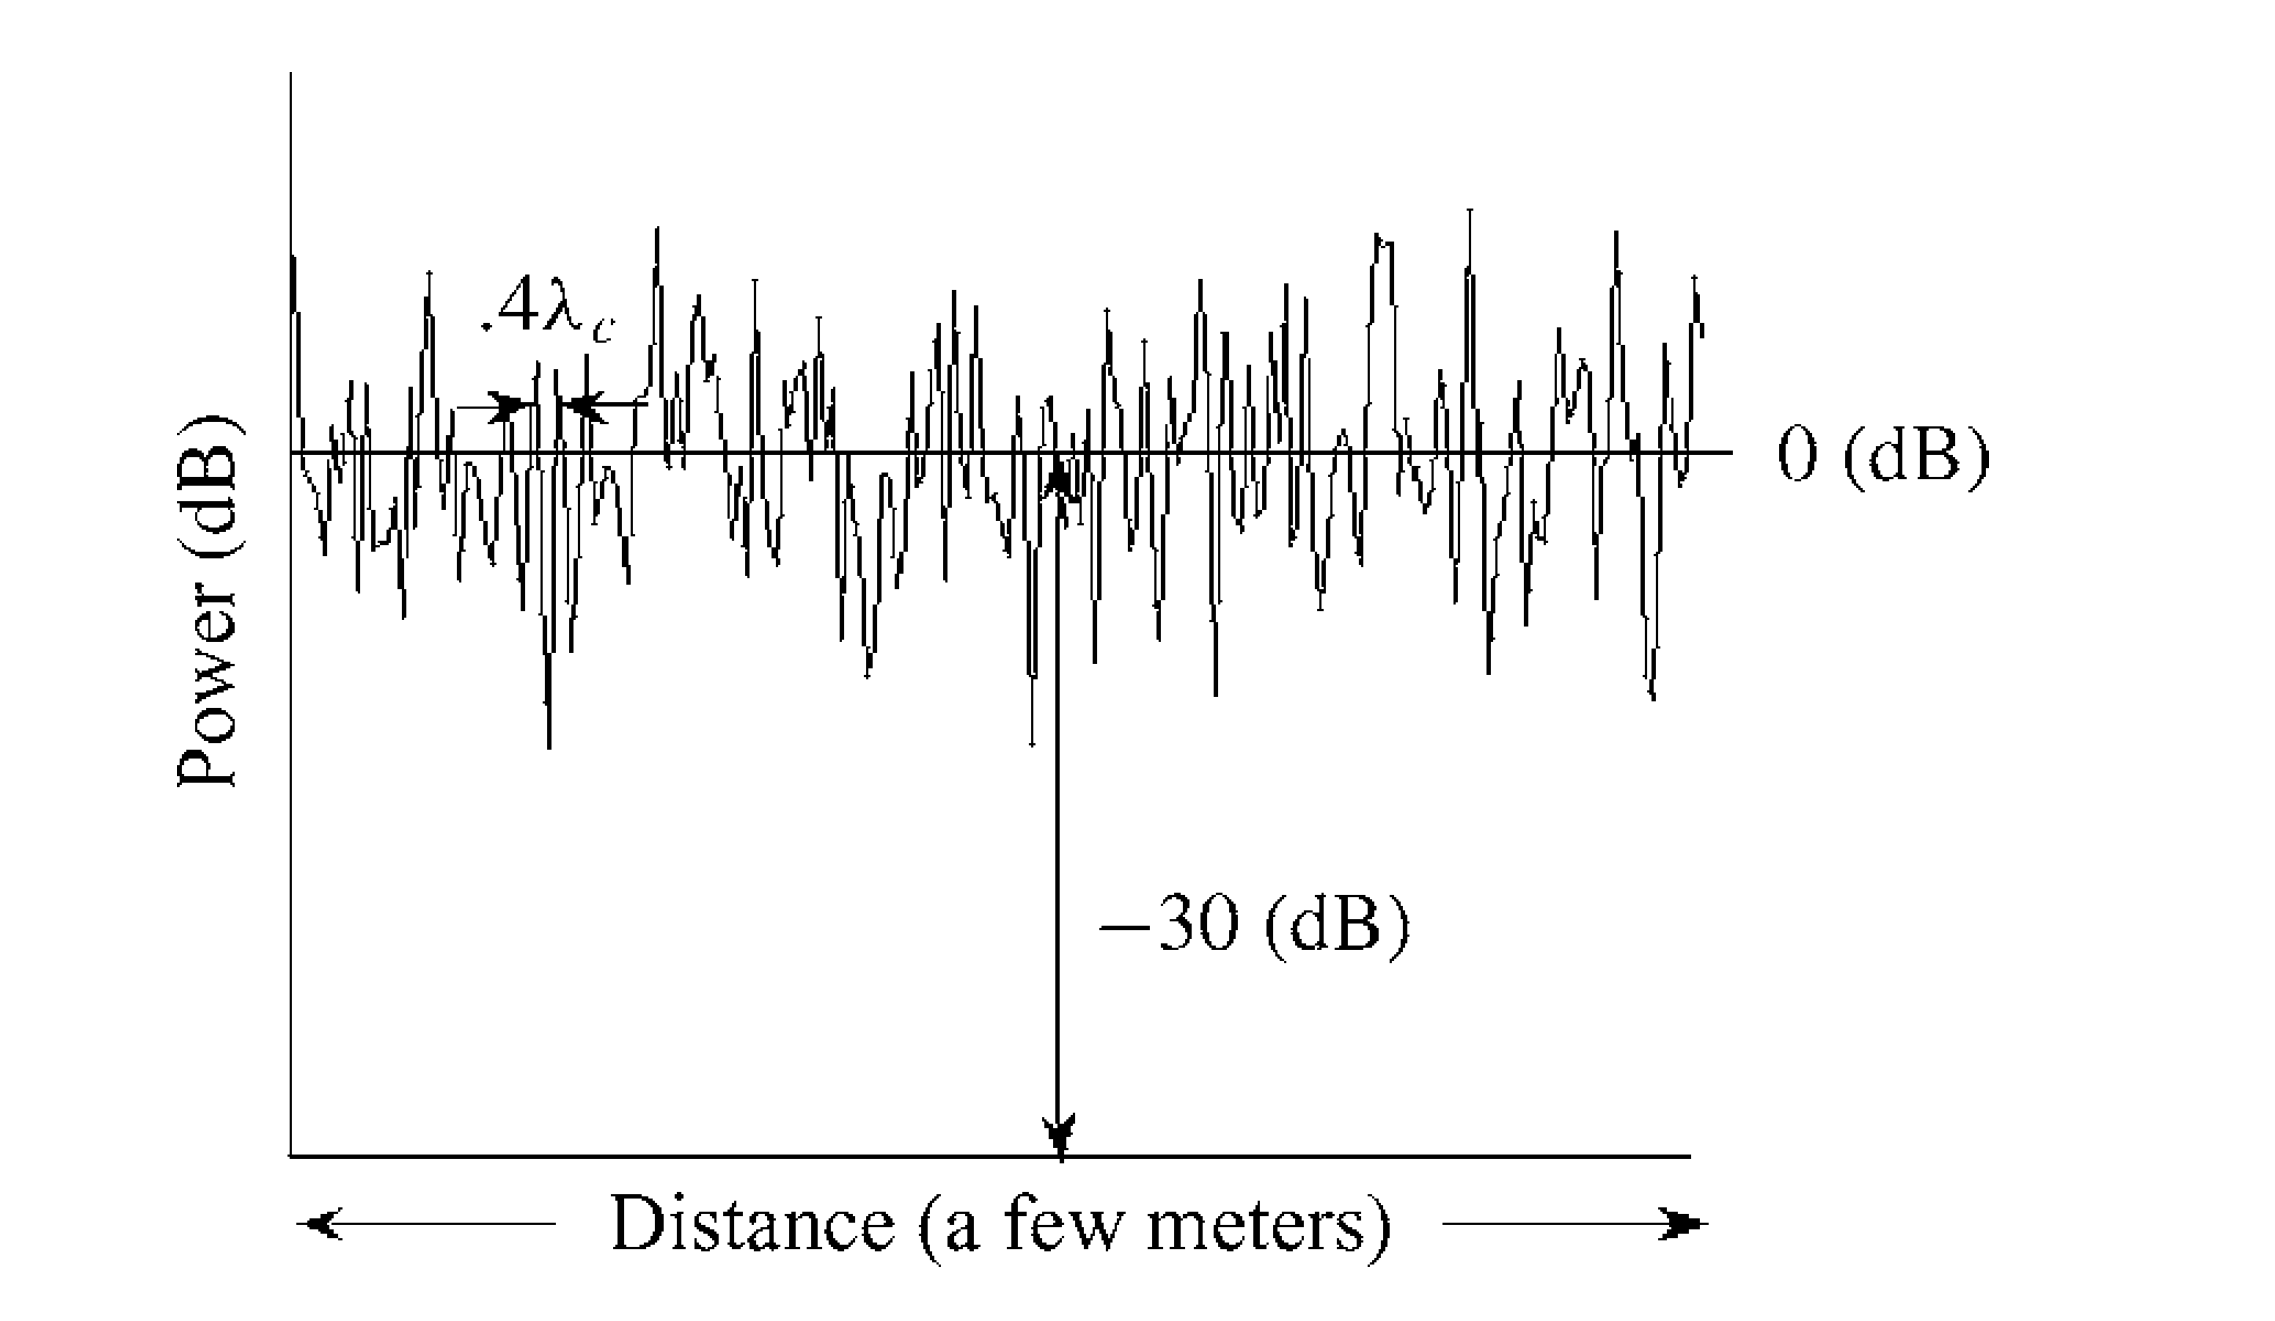 .4λc
Power (dB)
0 (dB)
−30 (dB)
Distance (a few meters)